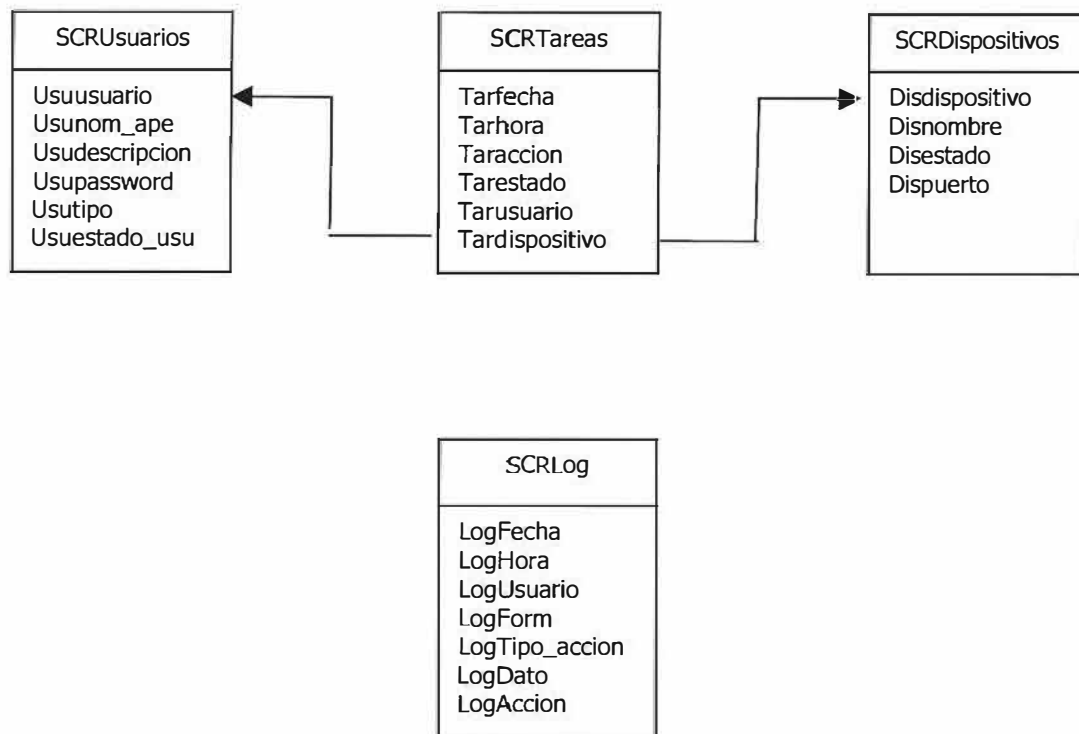 SCRUsuarios
Usuusuario
Usunom_ape
Usudescripcion
Usupassword
Usutipo
Usuestado_usu
SCRTareas
Tarfecha
Tarhora
Taraccion
Tarestado
Tarusuario
Tardispositivo
SCRDispositivos
Disdispositivo
Disnombre
Disestado
Dispuerto
SCRLog
LogFecha
LogHora
LogUsuario
LogForm
LogTipo_accion
LogDato
LogAccion